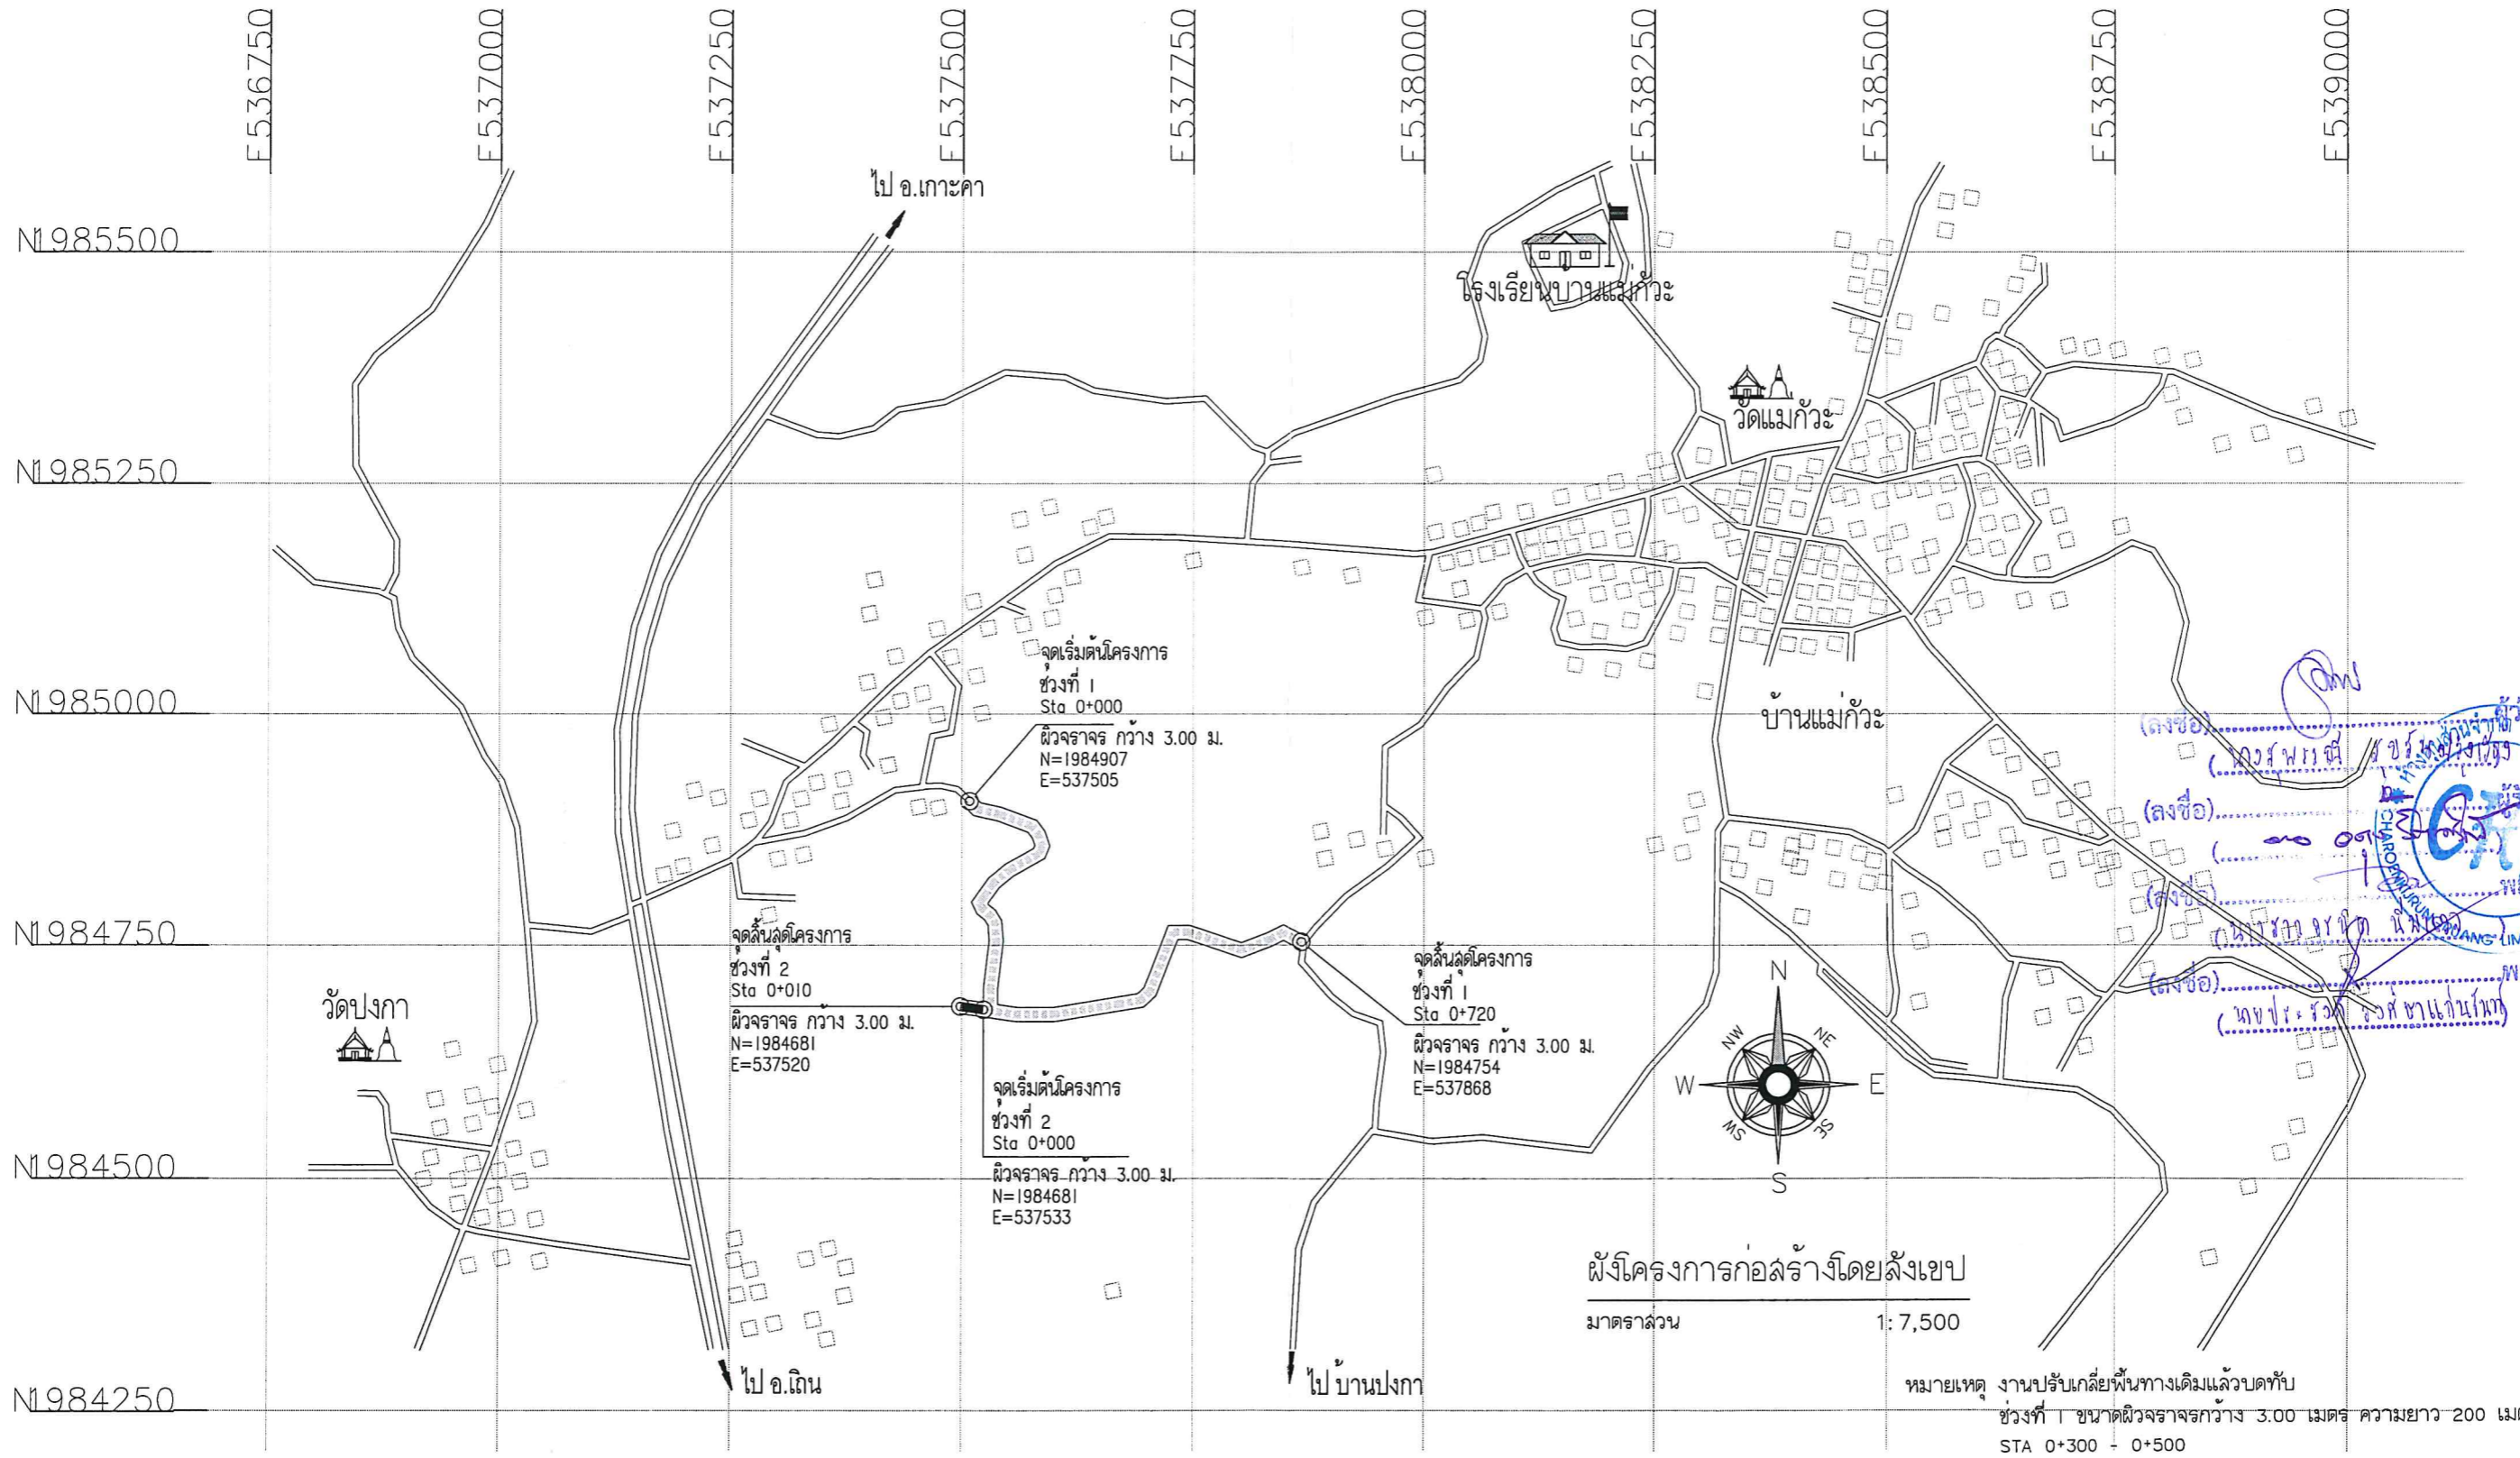 E536750
E537000
E537250
E537500
E537750
E538000
E538250
E538500
E538750
E539000
N1985500
N1985250
N1985000
N1984750
N1984500
N1984250
ไป อ.เกาะคา
โรงเรียนบ้านแม่กัวะ
วัดแม่กัวะ
บ้านแม่กัวะ
จุดเริ่มต้นโครงการ
ช่วงที่ 1
Sta 0+000
ผิวจราจร กว้าง 3.00 ม.
N=1984907
E=537505
จุดสิ้นสุดโครงการ
ช่วงที่ 2
Sta 0+010
ผิวจราจร กว้าง 3.00 ม.
N=1984681
E=537520
จุดเริ่มต้นโครงการ
ช่วงที่ 2
Sta 0+000
ผิวจราจร กว้าง 3.00 ม.
N=1984681
E=537533
จุดสิ้นสุดโครงการ
ช่วงที่ 1
Sta 0+720
ผิวจราจร กว้าง 3.00 ม.
N=1984754
E=537868
วัดปงกา
N
NE
E
SE
S
SW
W
NW
(ลงชื่อ)
(ลงชื่อ)
(ลงชื่อ)
(ลงชื่อ)
ผังโครงการก่อสร้างโดยสังเขป
มาตราส่วน 1:7,500
ไป อ.เถิน
ไป บ้านปงกา
หมายเหตุ งานปรับเกลี่ยพื้นทางเดิมแล้วบดทับ
ช่วงที่ 1 ขนาดผิวจราจรกว้าง 3.00 เมตร ความยาว 200
STA 0+300 - 0+500